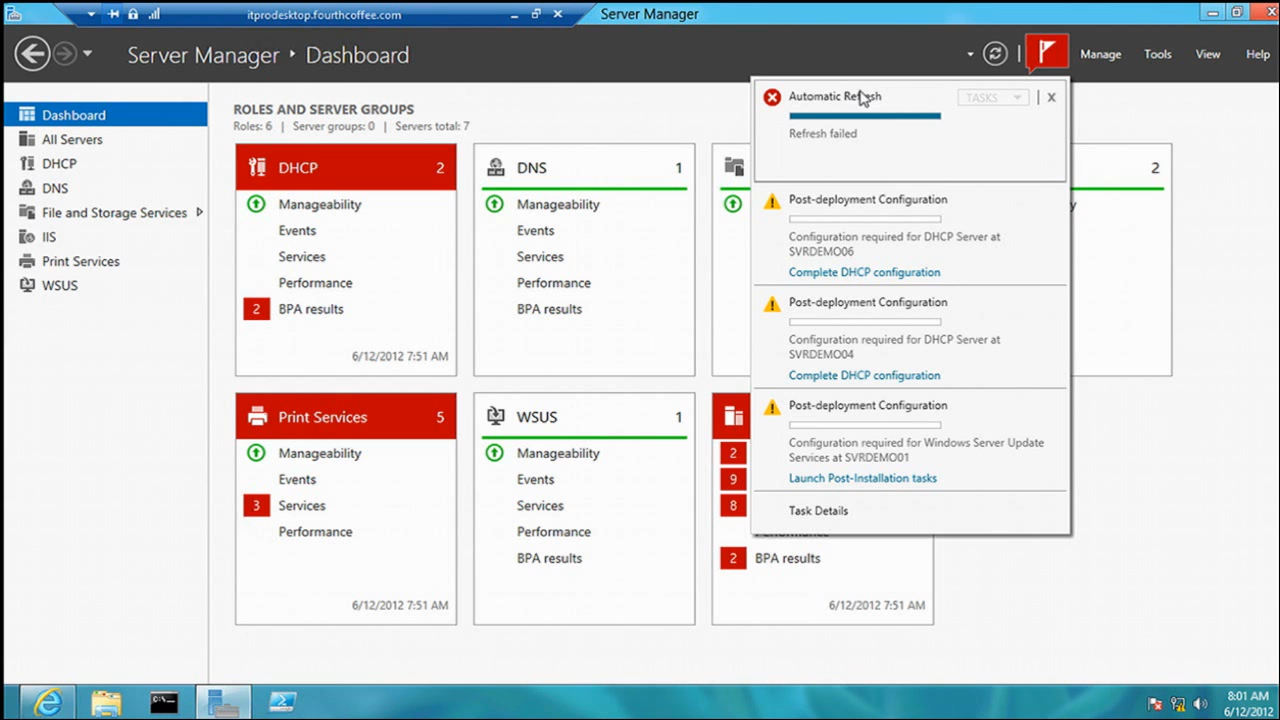 itprodesktop.fourthcoffee.com
Server Manager
Server Manager
Dashboard
Manage
Tools
View
Help
Dashboard
All Servers
DHCP
DNS
File and Storage Services
IIS
Print Services
WSUS
ROLES AND SERVER GROUPS
Roles: 6 | Server groups: 0 | Servers total: 7
DHCP 2
Manageability
Events
Services
Performance
2 BPA results
6/12/2012 7:51 AM
DNS 1
Manageability
Events
Services
Performance
BPA results
2
y
Print Services 5
Manageability
Events
3 Services
Performance
6/12/2012 7:51 AM
WSUS 1
Manageability
Events
Services
Performance
BPA results
2
9
8
2 BPA results
6/12/2012 7:51 AM
Automatic Refresh
TASKS
X
Refresh failed
Post-deployment Configuration
Configuration required for DHCP Server at
SVRDEMO06
Complete DHCP configuration
Post-deployment Configuration
Configuration required for DHCP Server at
SVRDEMO04
Complete DHCP configuration
Post-deployment Configuration
Configuration required for Windows Server Update
Services at SVRDEMO01
Launch Post-Installation tasks
Task Details
C:\
8:01 AM
6/12/2012